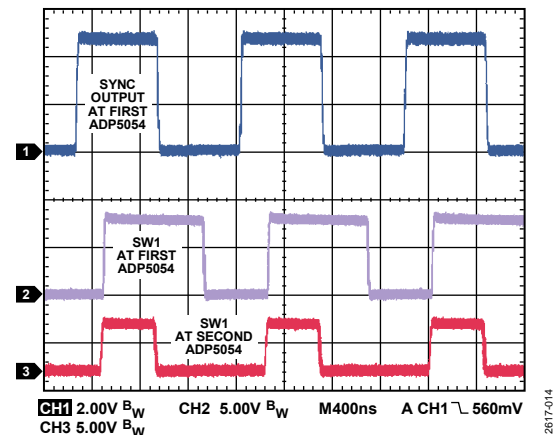 SYNC
OUTPUT
AT FIRST
ADP5054
1
SW1
AT FIRST
ADP5054
2
SW1
AT SECOND
ADP5054
3
CH1 2.00V BW CH2 5.00V BW M400ns A CH1 560mV
CH3 5.00V BW
2617-014